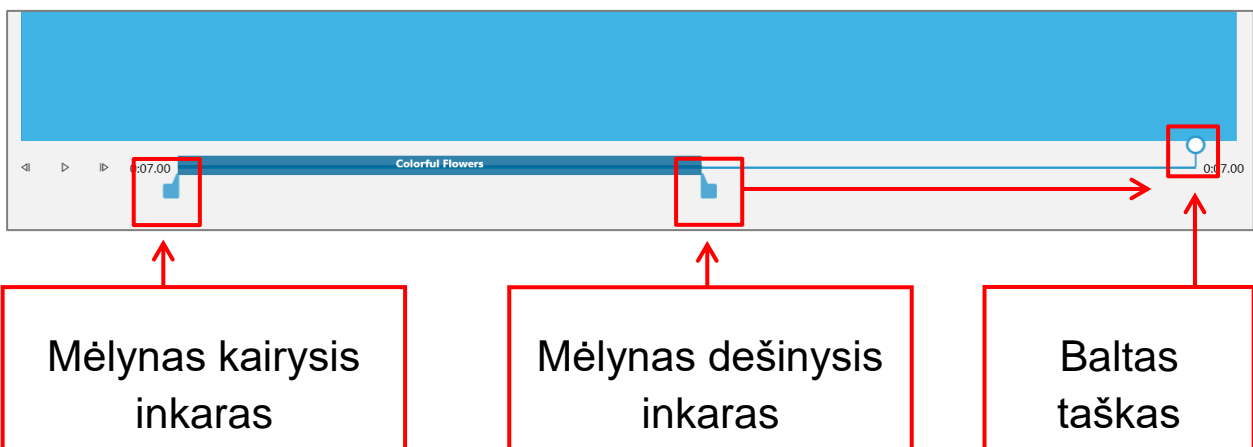 0:07.00
Colorful Flowers
0:07.00
Mėlynas kairysis
inkaras
Mėlynas dešinysis
inkaras
Baltas
taškas